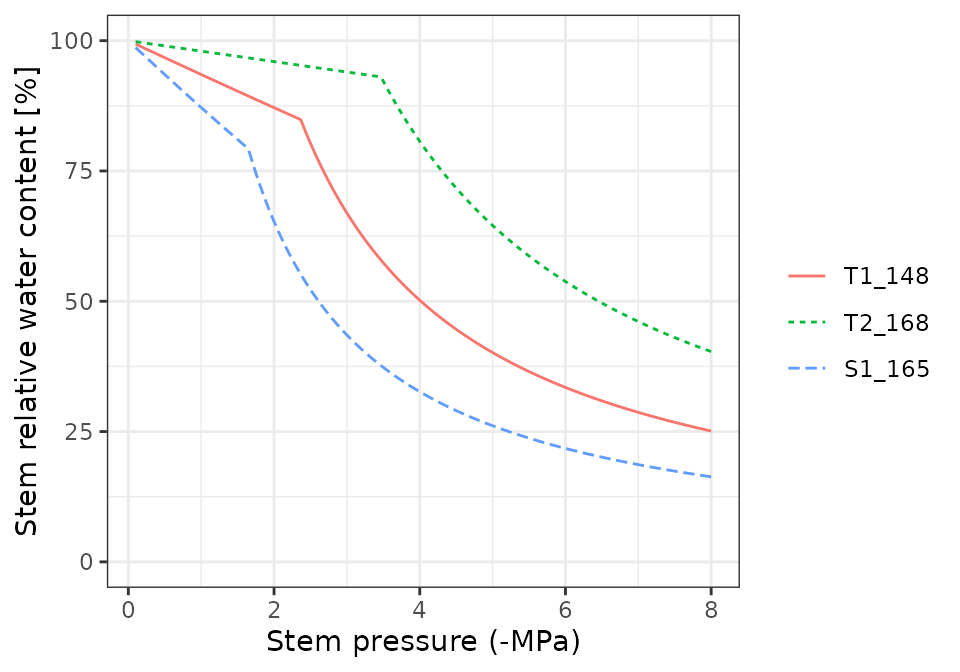 Stem relative water content [%]
100
75
50
25
0
0 2 4 6 8
Stem pressure (-MPa)
T1_148
T2_168
S1_165